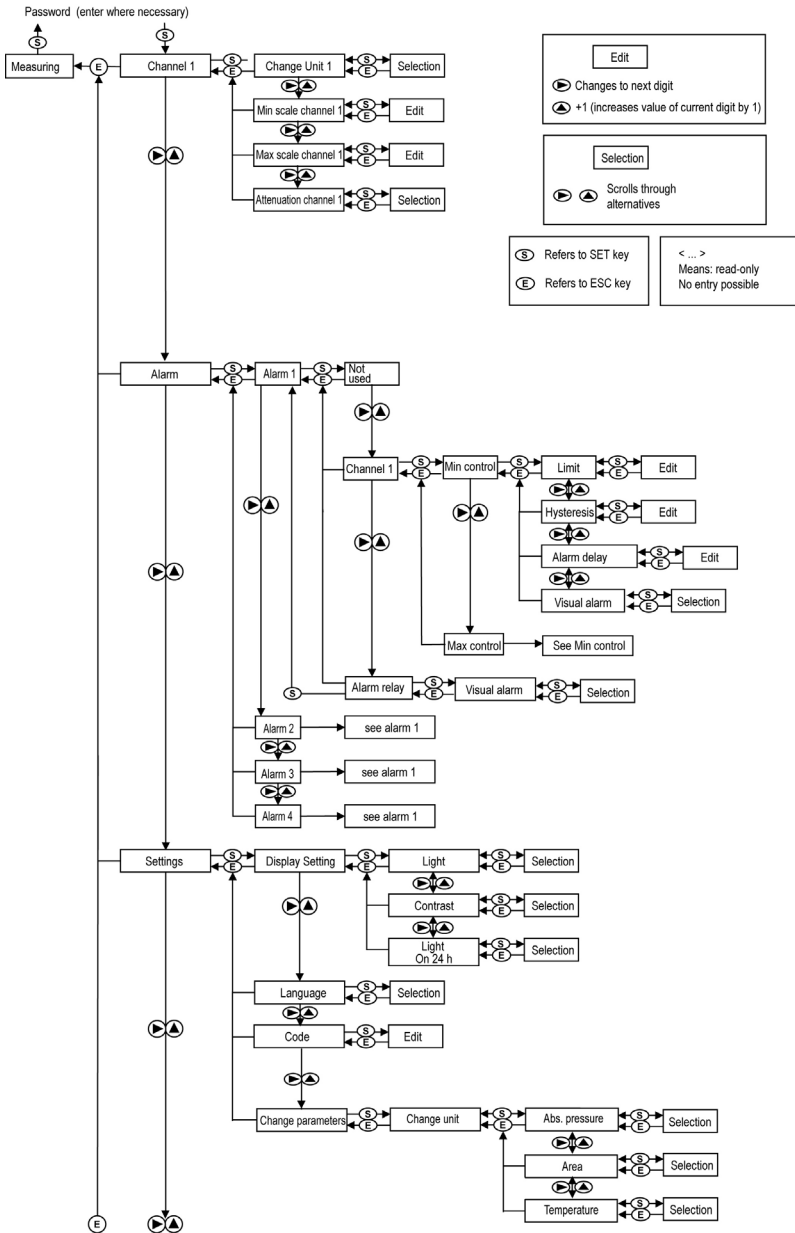 Password (enter where necessary)
S
S
Measuring
E
Channel 1
S
E
Change Unit 1
S
E
Selection
Min scale channel 1
S
E
Edit
Max scale channel 1
S
E
Edit
Attenuation channel 1
S
E
Selection
Edit
Changes to next digit
+1 (increases value of current digit by 1)
Selection
Scrolls through
alternatives
S Refers to SET key
E Refers to ESC key
< ... >
Means: read-only
No entry possible
Alarm
S
E
Alarm 1
S
E
Not
used
Channel 1
S
E
Min control
S
E
Limit
S
E
Edit
Hysteresis
S
E
Edit
Alarm delay
S
E
Edit
Visual alarm
S
E
Selection
Max control
See Min control
S
Alarm relay
S
E
Visual alarm
S
E
Selection
Alarm 2
see alarm 1
Alarm 3
see alarm 1
Alarm 4
see alarm 1
Settings
S
E
Display Setting
S
E
Light
S
E
Selection
Contrast
S
E
Selection
Light
On 24 h
S
E
Selection
Language
S
E
Selection
Code
S
E
Edit
Change parameters
S
E
Change unit
S
E
Abs. pressure
S
E
Selection
Area
S
E
Selection
Temperature
S
E
Selection
E